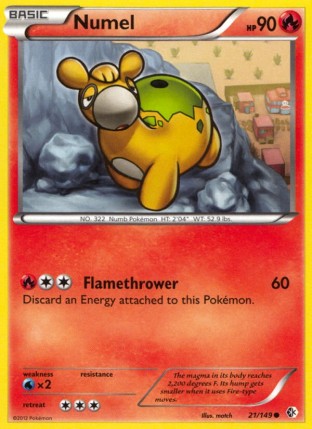 BASIC
Numel HP90
NO. 322 Numb Pokémon. HT: 2'04" WT: 52.9 lbs.
Flamethrower 60
Discard an Energy attached to this Pokémon.
weakness resistance
×2
The magma in its body reaches
2,200 degrees F. Its hump gets
smaller when it uses Fire-type
moves.
retreat
©2012 Pokémon Illus. match 21/149